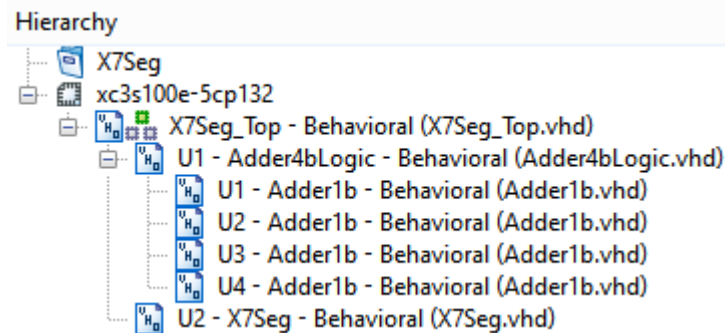 Hierarchy
X7Seg
xc3s100e-5cp132
X7Seg_Top - Behavioral (X7Seg_Top.vhd)
U1 - Adder4bLogic - Behavioral (Adder4bLogic.vhd)
U1 - Adder1b - Behavioral (Adder1b.vhd)
U2 - Adder1b - Behavioral (Adder1b.vhd)
U3 - Adder1b - Behavioral (Adder1b.vhd)
U4 - Adder1b - Behavioral (Adder1b.vhd)
U2 - X7Seg - Behavioral (X7Seg.vhd)